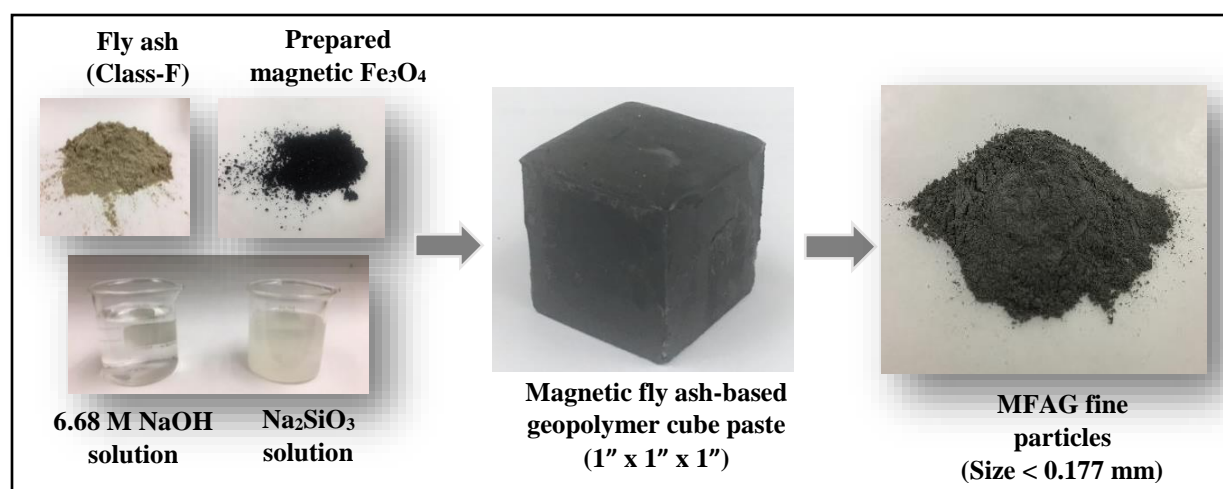 Fly ash
(Class-F)
Prepared
magnetic Fe₃O₄
6.68 M NaOH
solution
Na₂SiO₃
solution
Magnetic fly ash-based
geopolymer cube paste
(1″ x 1″ x 1″)
MFAG fine
particles
(Size < 0.177 mm)